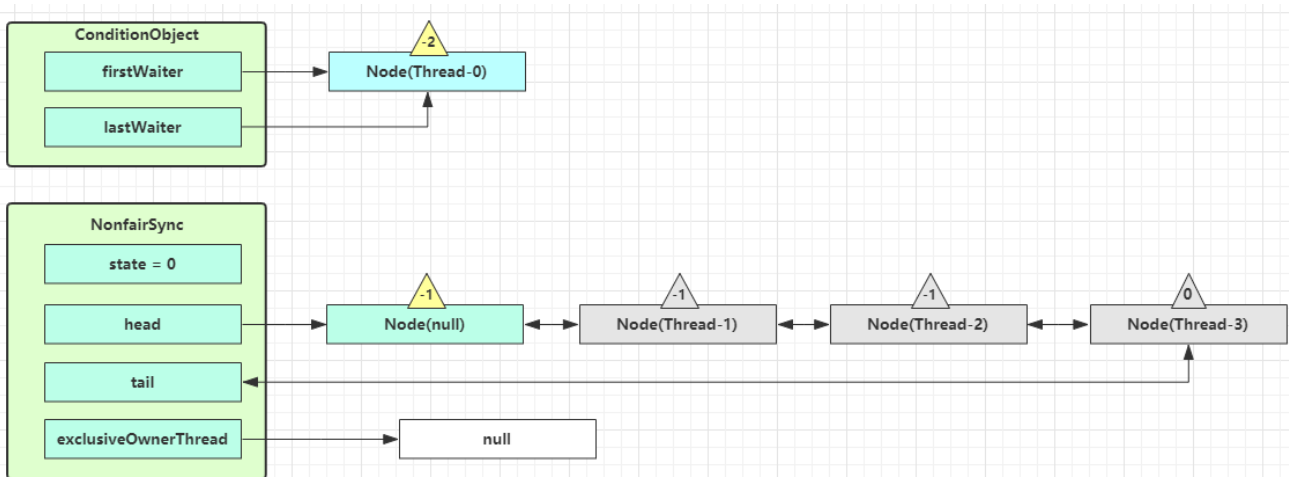 ConditionObject
-2
firstWaiter
Node(Thread-0)
lastWaiter
NonfairSync
state = 0
-1
-1
-1
0
head
Node(null)
Node(Thread-1)
Node(Thread-2)
Node(Thread-3)
tail
exclusiveOwnerThread
null